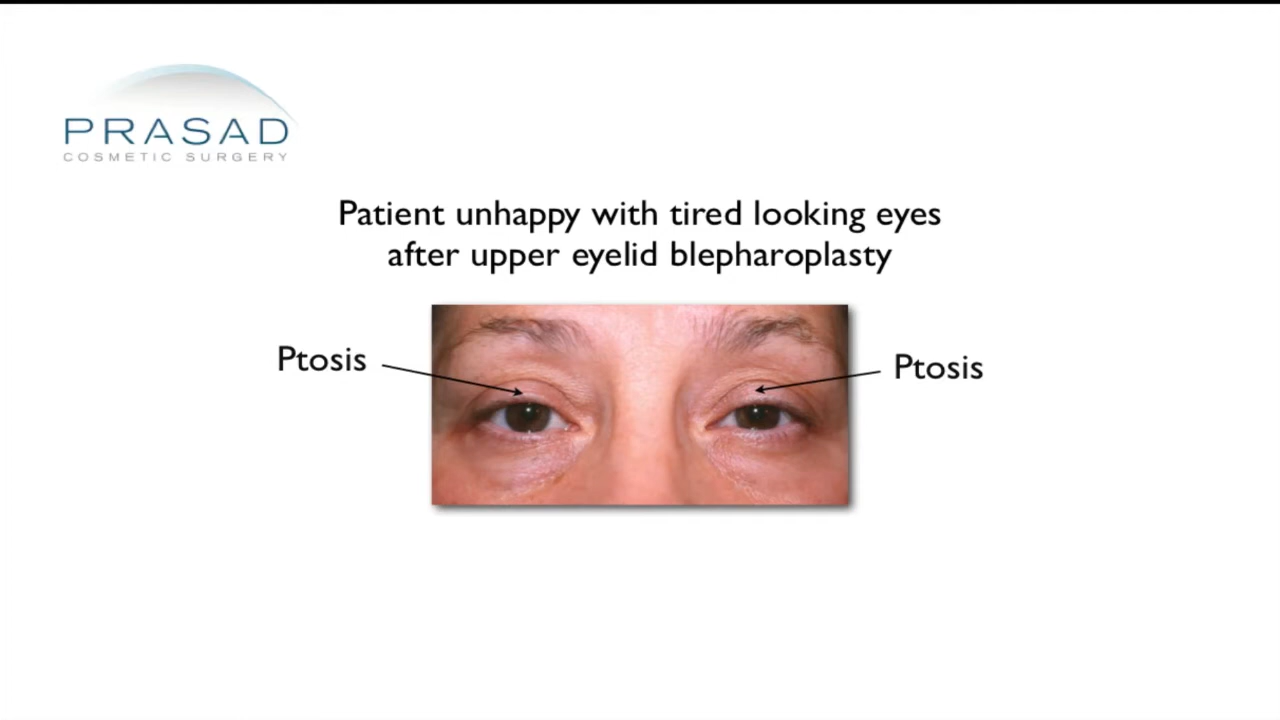 PRASAD
COSMETIC SURGERY
Patient unhappy with tired looking eyes
after upper eyelid blepharoplasty
Ptosis
Ptosis